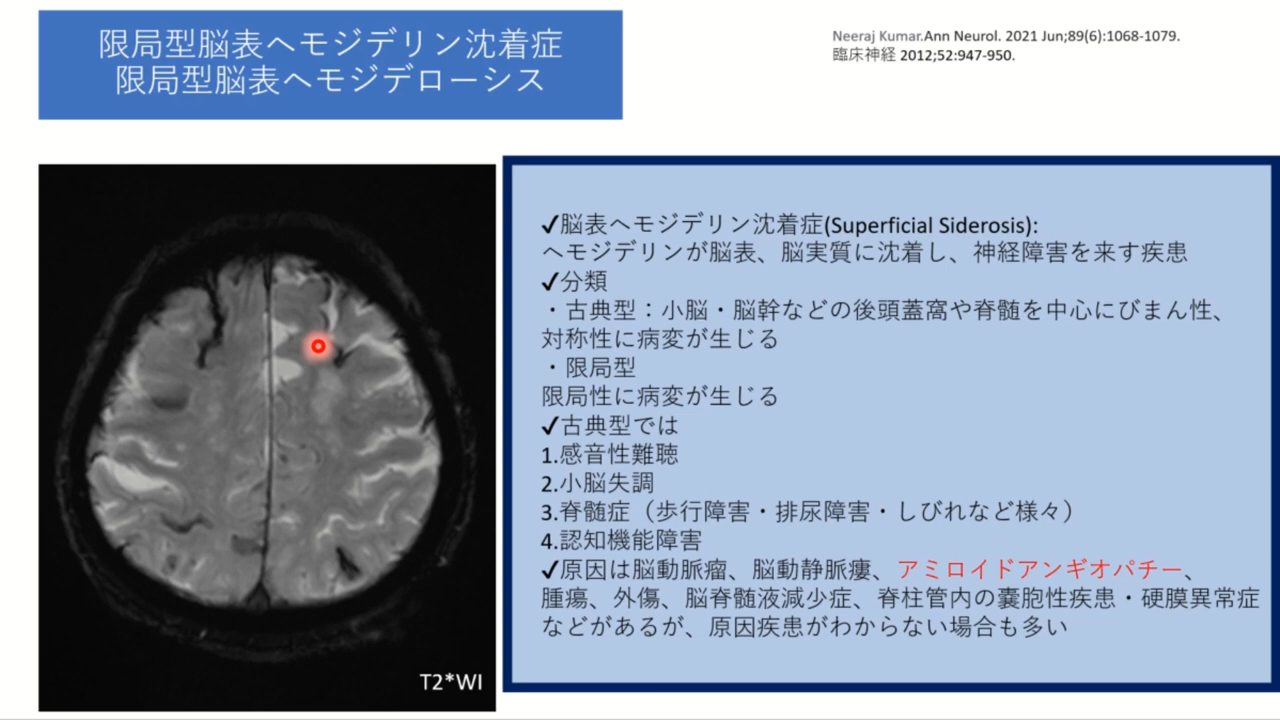 限局型脳表ヘモジデリン沈着症
限局型脳表ヘモジデローシス
Neeraj Kumar.Ann Neurol. 2021 Jun;89(6):1068-1079.
臨床神経 2012;52:947-950.
✓脳表ヘモジデリン沈着症(Superficial Siderosis):
ヘモジデリンが脳表、脳実質に沈着し、神経障害を来す疾患
✓分類
・古典型：小脳・脳幹などの後頭蓋窩や脊髄を中心にびまん性、
対称性に病変が生じる
・限局型
限局性に病変が生じる
✓古典型では
1.感音性難聴
2.小脳失調
3.脊髄症（歩行障害・排尿障害・しびれなど様々）
4.認知機能障害
✓原因は脳動脈瘤、脳動静脈瘻、アミロイドアンギオパチー、
腫瘍、外傷、脳脊髄液減少症、脊柱管内の嚢胞性疾患・硬膜異常症
などがあるが、原因疾患がわからない場合も多い
T2*WI